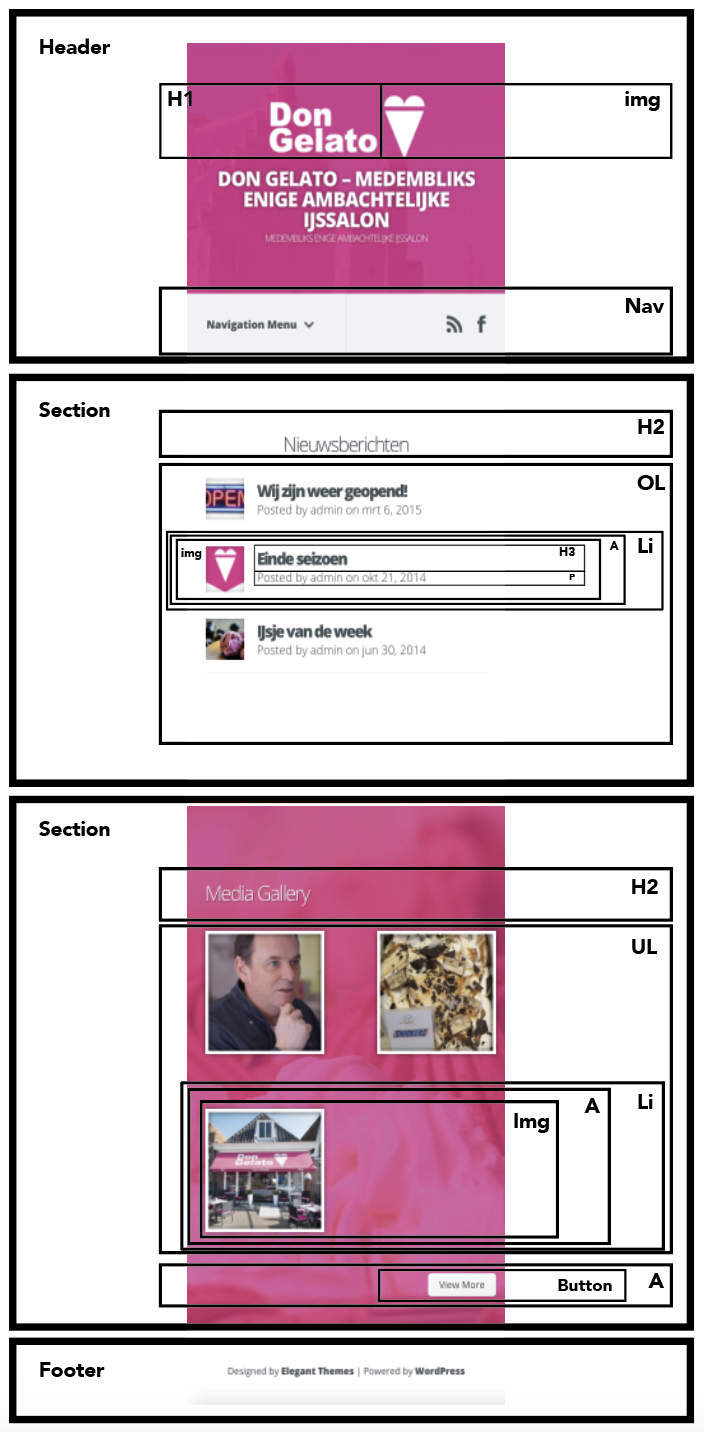 Header
H1
img
Don
Gelato
DON GELATO – MEDEMBLIKS
ENIGE AMBACHTELIJKE
IJSSALON
MEDEMBLIKS ENIGE AMBACHTELIJKE IJSSALON
Nav
Navigation Menu
Section
H2
Nieuwsberichten
OL
OPEN
Wij zijn weer geopend!
Posted by admin on mrt 6, 2015
Li
A
img
H3
Einde seizoen
P
Posted by admin on okt 21, 2014
IJsje van de week
Posted by admin on jun 30, 2014
Section
H2
Media Gallery
UL
SNICKERS
Li
A
Img
Don
Gelato
A
Button
View More
Footer
Designed by Elegant Themes | Powered by WordPress